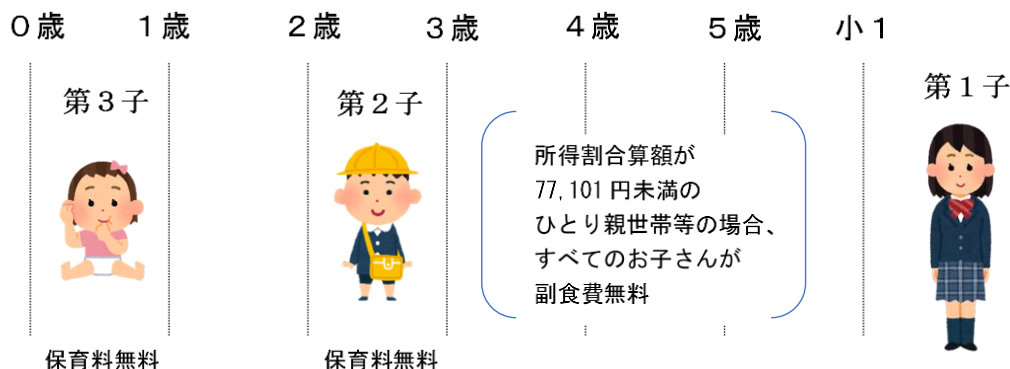 ０歳 １歳 ２歳 ３歳 ４歳 ５歳 小１
第３子
第２子
第１子
所得割合算額が
77,101 円未満の
ひとり親世帯等の場合、
すべてのお子さんが
副食費無料
保育料無料 保育料無料